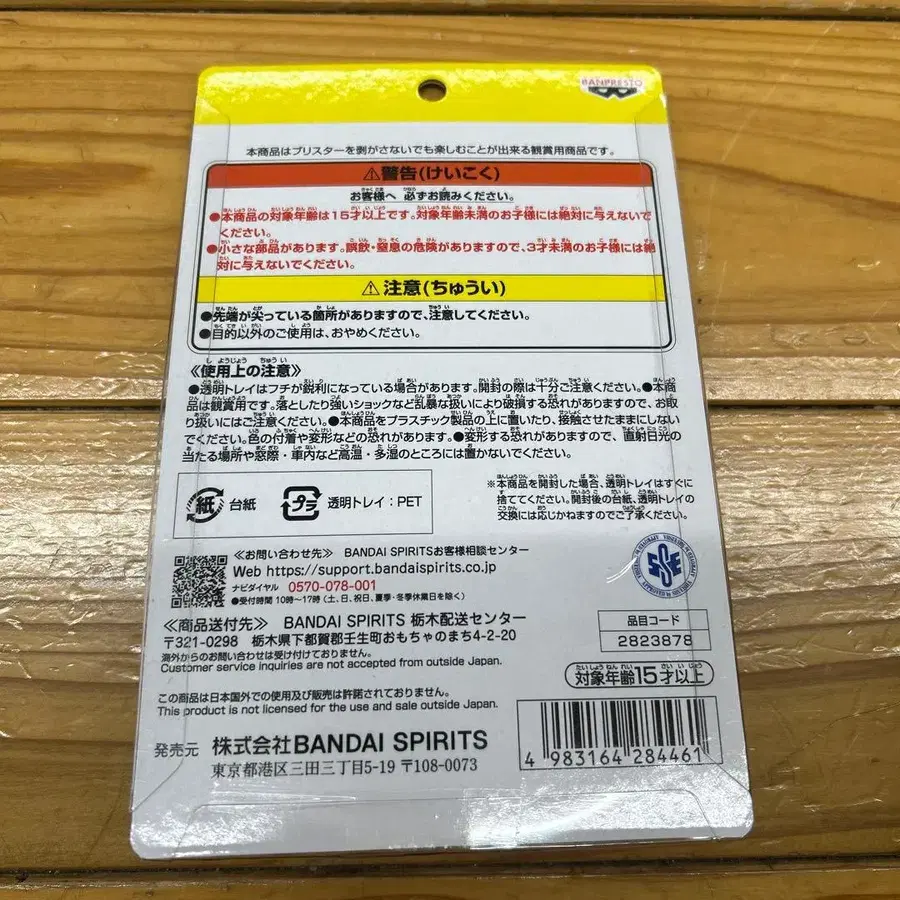 BANPRESTO
本商品はブリスターを剥がさないでも楽しむことが出来る観賞用商品です。
⚠警告(けいこく)
お客様へ 必ずお読みください。
●本商品の対象年齢は15才以上です。対象年齢未満のお子様には絶対に与えないで
ください。
●小さな部品があります。誤飲・窒息の危険がありますので、3才未満のお子様には絶
対に与えないでください。
⚠注意(ちゅうい)
●先端が尖っている箇所がありますので、注意してください。
●目的以外のご使用は、おやめください。
《使用上の注意》
●透明トレイはフチが鋭利になっている場合があります。開封の際は十分ご注意ください。●本商
品は観賞用です。落としたり強いショックなど乱暴な扱いにより破損する恐れがありますので、お取
り扱いにはご注意ください。●本商品をプラスチック製品の上に置いたり、接触させたままにしない
でください。色の付着や変形などの恐れがあります。●変形する恐れがありますので、直射日光の
当たる場所や窓際・車内など高温・多湿のところには置かないでください。
紙 台紙
プラ 透明トレイ:PET
※本商品を開封した場合、透明トレイはすぐに
捨ててください。開封後の台紙、透明トレイの
交換には応じかねますのでご了承ください。
≪お問い合わせ先≫ BANDAI SPIRITSお客様相談センター
Web https://support.bandaispirits.co.jp
ナビダイヤル 0570-078-001
●受付時間 10時〜17時(土、日、祝日、夏季・冬季休業日を除く)
≪商品送付先≫ BANDAI SPIRITS 栃木配送センター
〒321-0298 栃木県下都賀郡壬生町おもちゃのまち4-2-20
海外からのお問い合わせは受け付けておりません。
Customer service inquiries are not accepted from outside Japan.
品目コード
2823878
対象年齢15才以上
この商品は日本国外での使用及び販売は許諾されておりません。
This product is not licensed for the use and sale outside Japan.
発売元 株式会社BANDAI SPIRITS
東京都港区三田三丁目5-19 〒108-0073
4 983164 284461